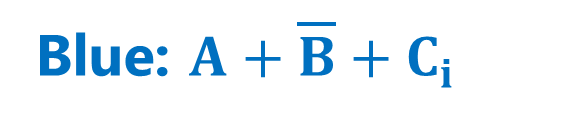 Blue: A + B̅ + Cᵢ